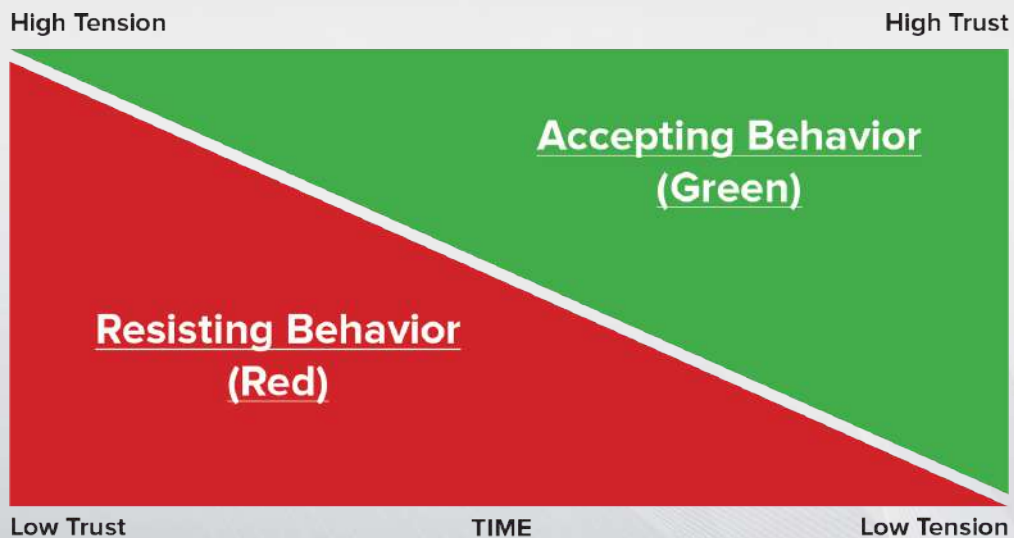 High Tension
High Trust
Accepting Behavior
(Green)
Resisting Behavior
(Red)
Low Trust
TIME
Low Tension